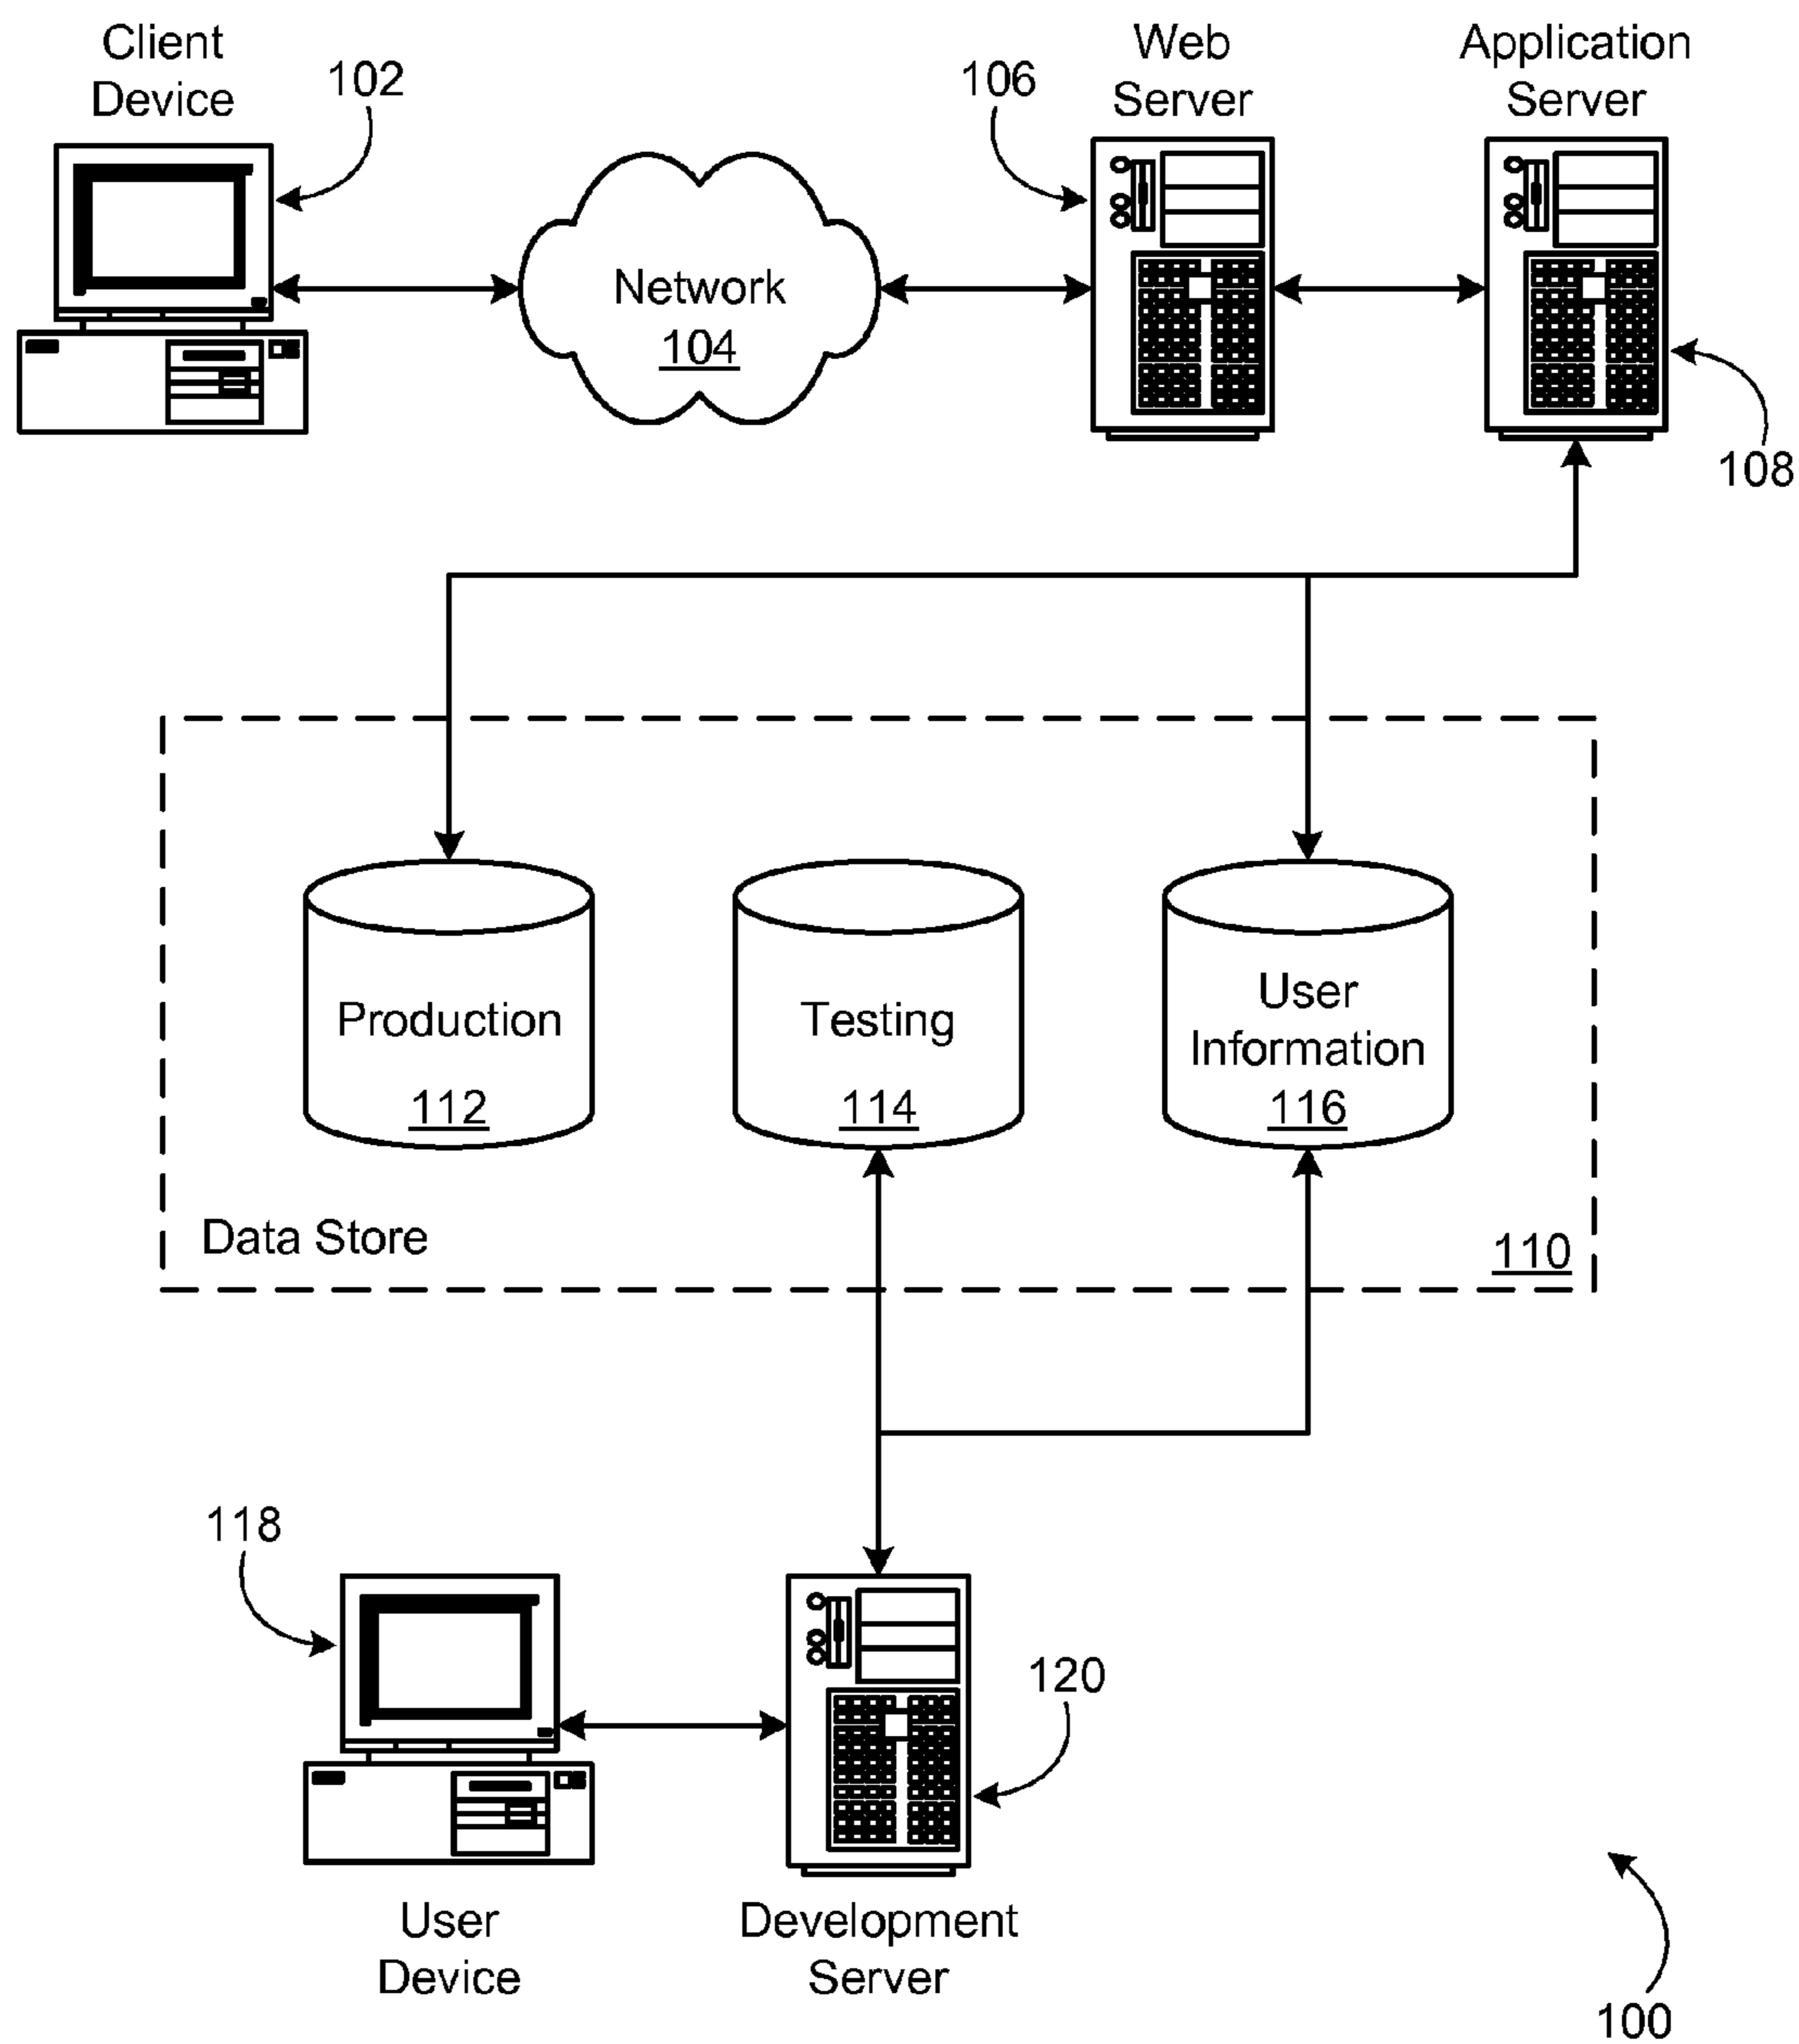 Client
Device
102
Web
Server
106
Application
Server
108
Network
104
Production
112
Testing
114
User
Information
116
Data Store
110
118
120
User
Device
Development
Server
100